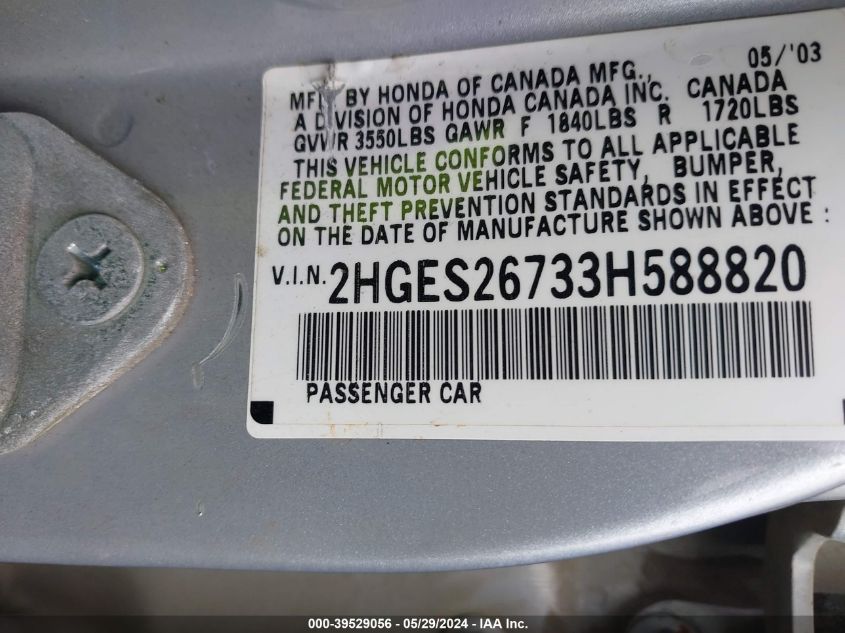 05/'03
MFD BY HONDA OF CANADA MFG.,
A DIVISION OF HONDA CANADA INC. CANADA
GVWR 3550LBS GAWR F 1840LBS R 1720LBS
THIS VEHICLE CONFORMS TO ALL APPLICABLE
FEDERAL MOTOR VEHICLE SAFETY, BUMPER,
AND THEFT PREVENTION STANDARDS IN EFFECT
ON THE DATE OF MANUFACTURE SHOWN ABOVE :
V.I.N. 2HGES26733H588820
PASSENGER CAR
000-39529056 - 05/29/2024 - IAA Inc.